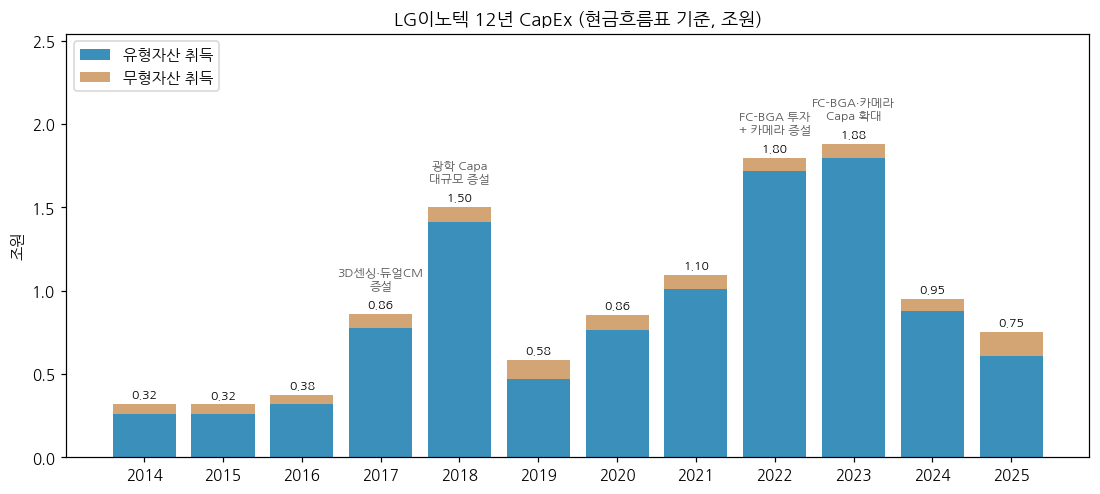 LG이노텍 12년 CapEx (현금흐름표 기준, 조원)
유형자산 취득
무형자산 취득
조원
2.5
2.0
1.5
1.0
0.5
0.0
0.32
0.32
0.38
3D센싱·듀얼CM
증설
0.86
광학 Capa
대규모 증설
1.50
0.58
0.86
1.10
FC-BGA 투자
+ 카메라 증설
1.80
FC-BGA·카메라
Capa 확대
1.88
0.95
0.75
2014 2015 2016 2017 2018 2019 2020 2021 2022 2023 2024 2025